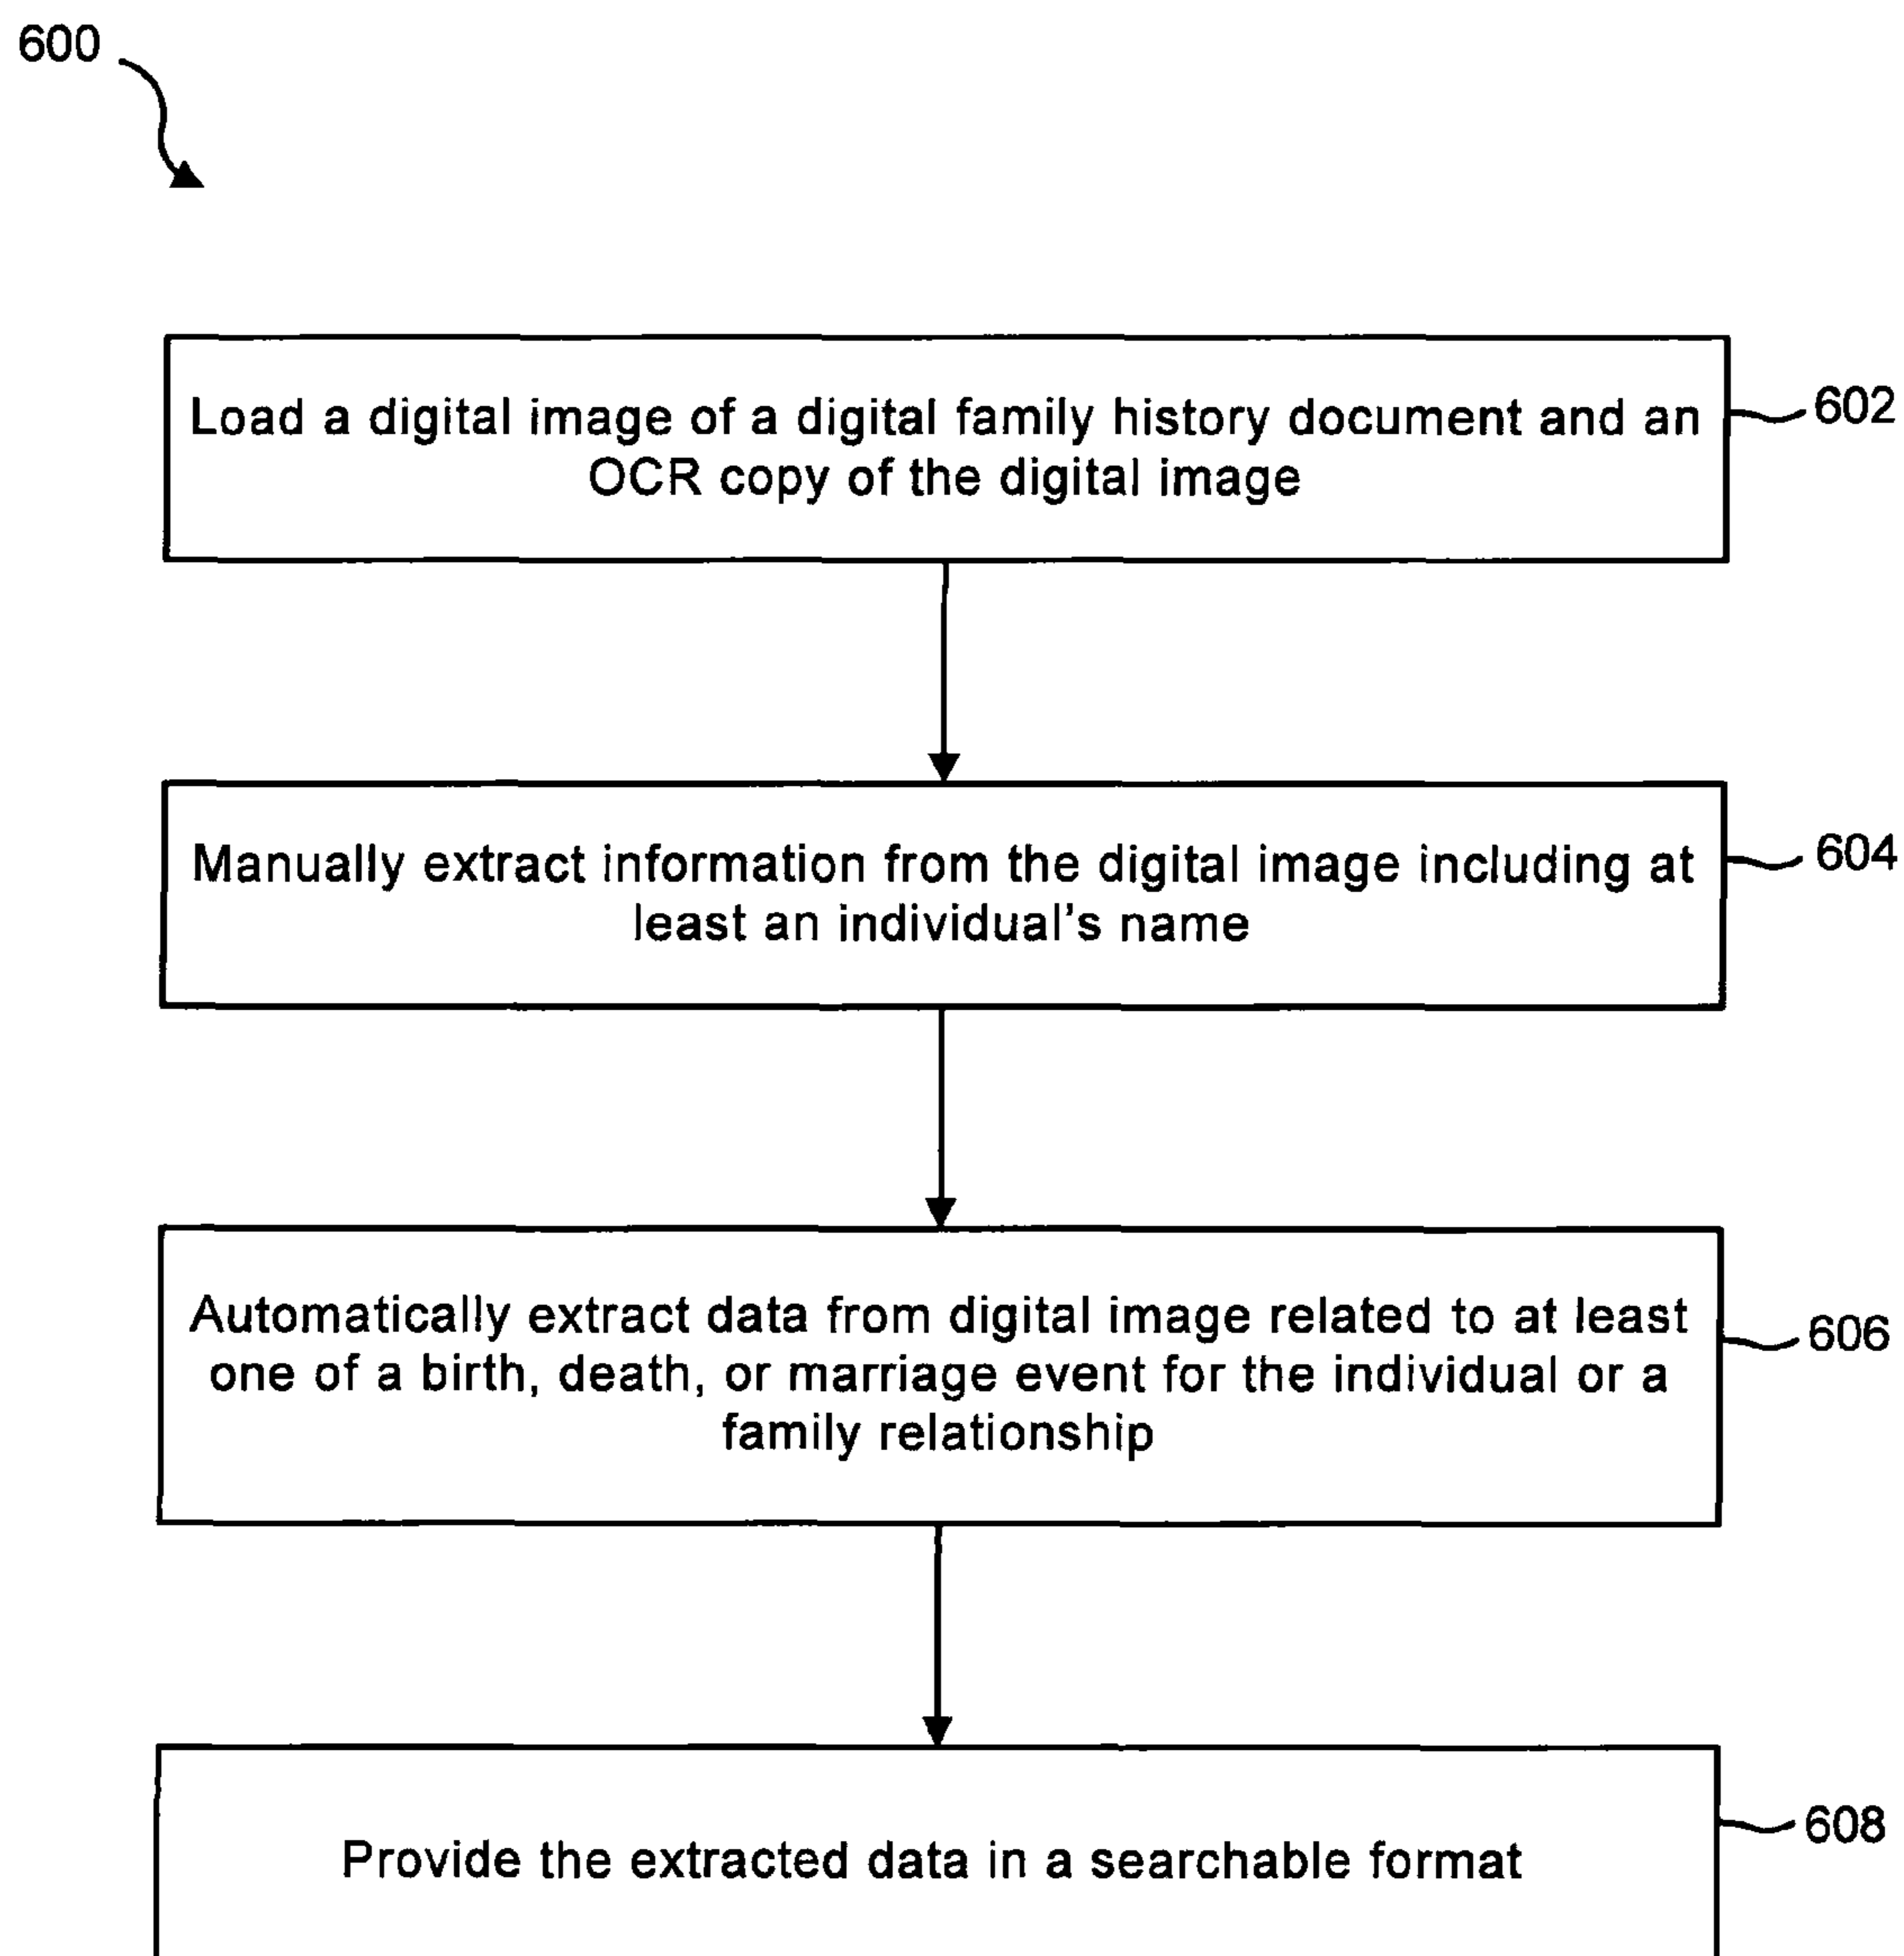 600
Load a digital image of a digital family history document and an
OCR copy of the digital image
602
Manually extract information from the digital image including at
least an individual's name
604
Automatically extract data from digital image related to at least
one of a birth, death, or marriage event for the individual or a
family relationship
606
Provide the extracted data in a searchable format
608